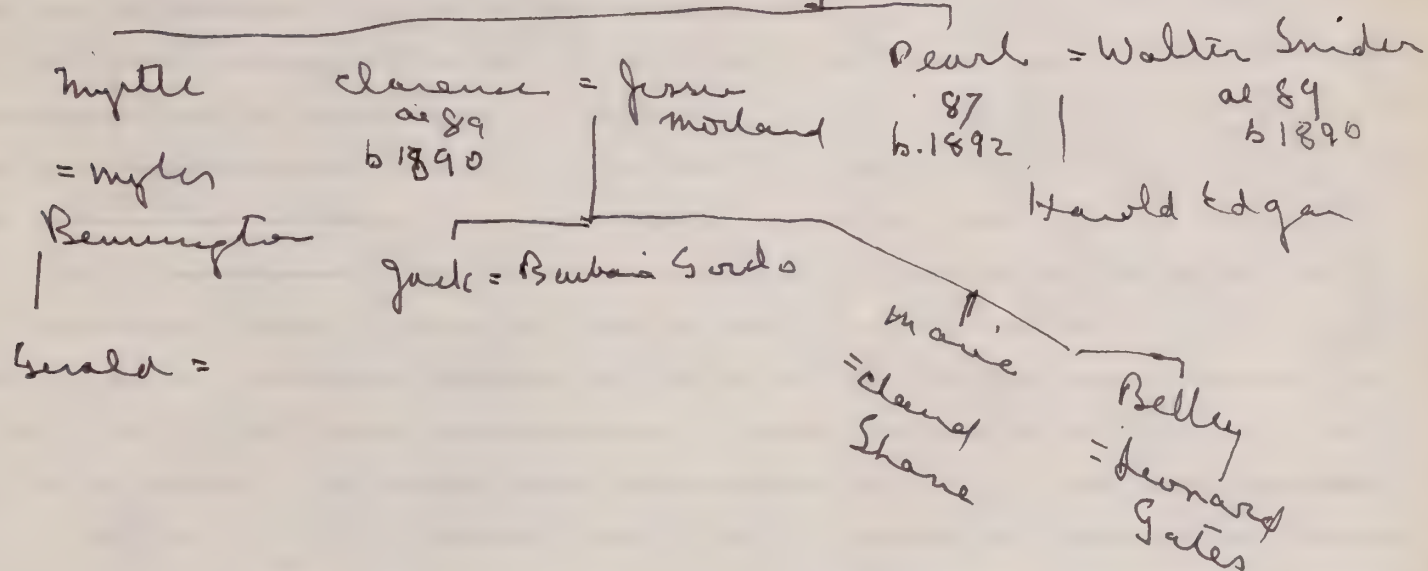 Myrtle
= Myles
Bennington
Gerald =
Clarence = Jessie
Morland
ae 89
b 1890
Jack = Barbara Gordo
Marie
= Claud
Shane
Betty
= Leonard
Gates
Pearl = Walter Snider
87
b. 1892
ae 89
b 1890
Harold Edgar